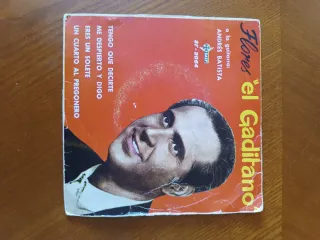 Flores "el Gaditano
a la guitarra:
ANDRÉS BATISTA
TENGO QUE DECIRTE
ME DESPIERTO Y DIGO
ERES UN SOLETE
UN CUARTO AL PREGONERO